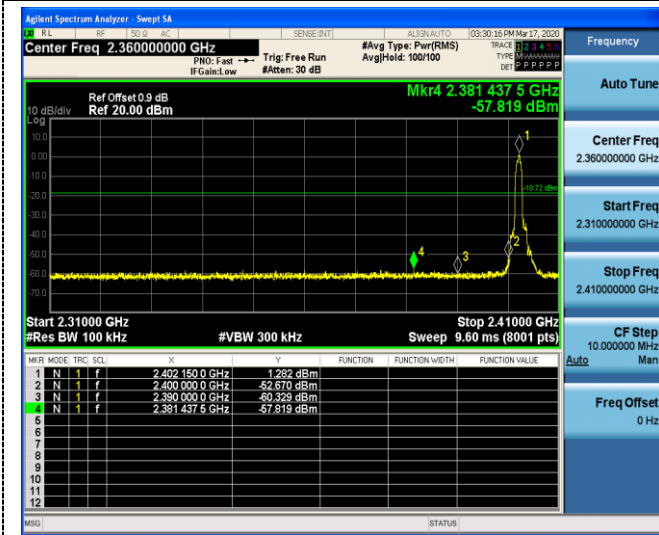 Agilent Spectrum Analyzer - Swept SA
RL RF 50 Ω AC SENSE:INT ALIGNAUTO 03:30:16 PM Mar 17, 2020
Center Freq 2.360000000 GHz
PNO: Fast
IFGain:Low
Trig: Free Run
#Atten: 30 dB
#Avg Type: Pwr(RMS)
Avg|Hold: 100/100
TRACE 1 2 3 4 5 6
TYPE
DET P P P P P P
Ref Offset 0.9 dB
10 dB/div Ref 20.00 dBm
Log
Mkr4 2.381 437 5 GHz
-57.819 dBm
10.0
0.00
-10.0
-20.0
-30.0
-40.0
-50.0
-60.0
-70.0
1
-18.72 dBm
2
4
3
Start 2.31000 GHz Stop 2.41000 GHz
#Res BW 100 kHz #VBW 300 kHz Sweep 9.60 ms (8001 pts)
MKR MODE TRC SCL X Y FUNCTION FUNCTION WIDTH FUNCTION VALUE
1 N 1 f 2.402 150 0 GHz 1.282 dBm
2 N 1 f 2.400 000 0 GHz -52.670 dBm
3 N 1 f 2.390 000 0 GHz -60.329 dBm
4 N 1 f 2.381 437 5 GHz -57.819 dBm
5
6
7
8
9
10
11
12
MSG STATUS
Frequency
Auto Tune
Center Freq
2.360000000 GHz
Start Freq
2.310000000 GHz
Stop Freq
2.410000000 GHz
CF Step
10.000000 MHz
Auto Man
Freq Offset
0 Hz